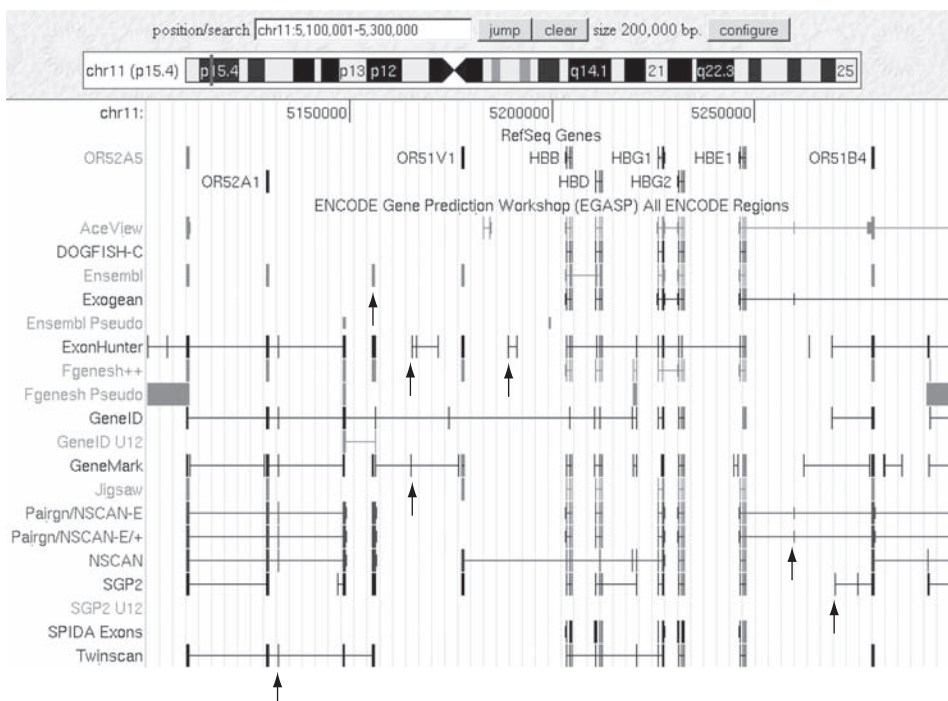 position/search chr11:5,100,001-5,300,000 jump clear size 200,000 bp. configure
chr11 (p15.4) p15.4 p13 p12 q14.1 21 q22.3 25
chr11: 5150000 5200000 5250000
RefSeq Genes
OR52A5 OR51V1 HBB HBG1 HBE1 OR51B4
OR52A1 HBD HBG2
ENCODE Gene Prediction Workshop (EGASP) All ENCODE Regions
AceView
DOGFISH-C
Ensembl
Exogean
Ensembl Pseudo
ExonHunter
Fgenesh++
Fgenesh Pseudo
GeneID
GeneID U12
GeneMark
Jigsaw
Pairgn/NSCAN-E
Pairgn/NSCAN-E/+
NSCAN
SGP2
SGP2 U12
SPIDA Exons
Twinscan